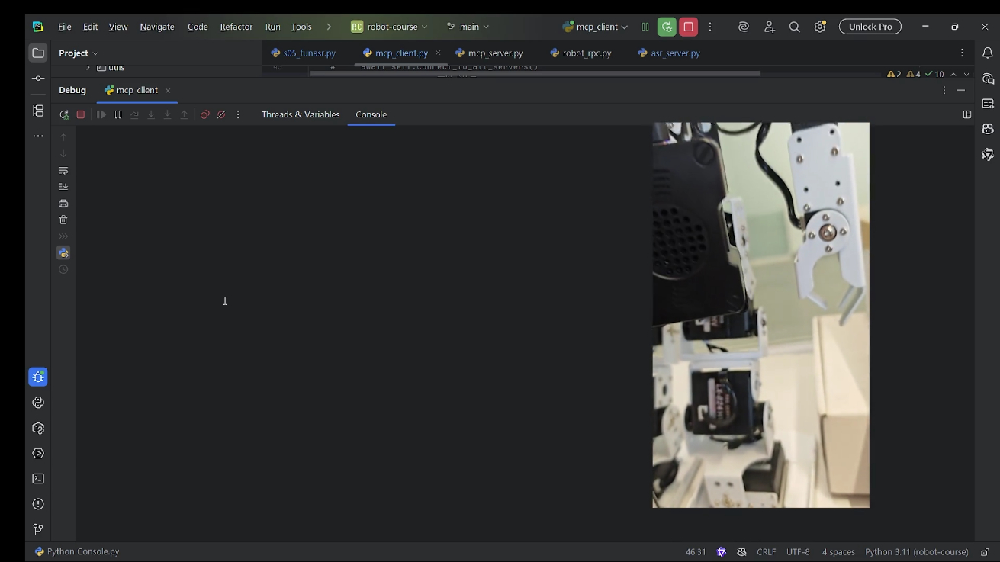 File Edit View Navigate Code Refactor Run Tools RC robot-course main mcp_client Unlock Pro
Project s05_funasr.py mcp_client.py mcp_server.py robot_rpc.py asr_server.py
utils 45 # await self.connect_to_all_servers() 2 4 10
Debug mcp_client
Threads & Variables Console
Python Console.py 46:31 CRLF UTF-8 4 spaces Python 3.11 (robot-course)